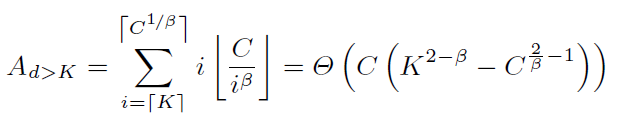 $A_{d>K} = \sum_{i=\lceil K \rceil}^{\lceil C^{1/\beta} \rceil} i \left\lfloor \frac{C}{i^{\beta}} \right\rfloor = \Theta \left( C \left( K^{2-\beta} - C^{\frac{2}{\beta}-1} \right) \right)$